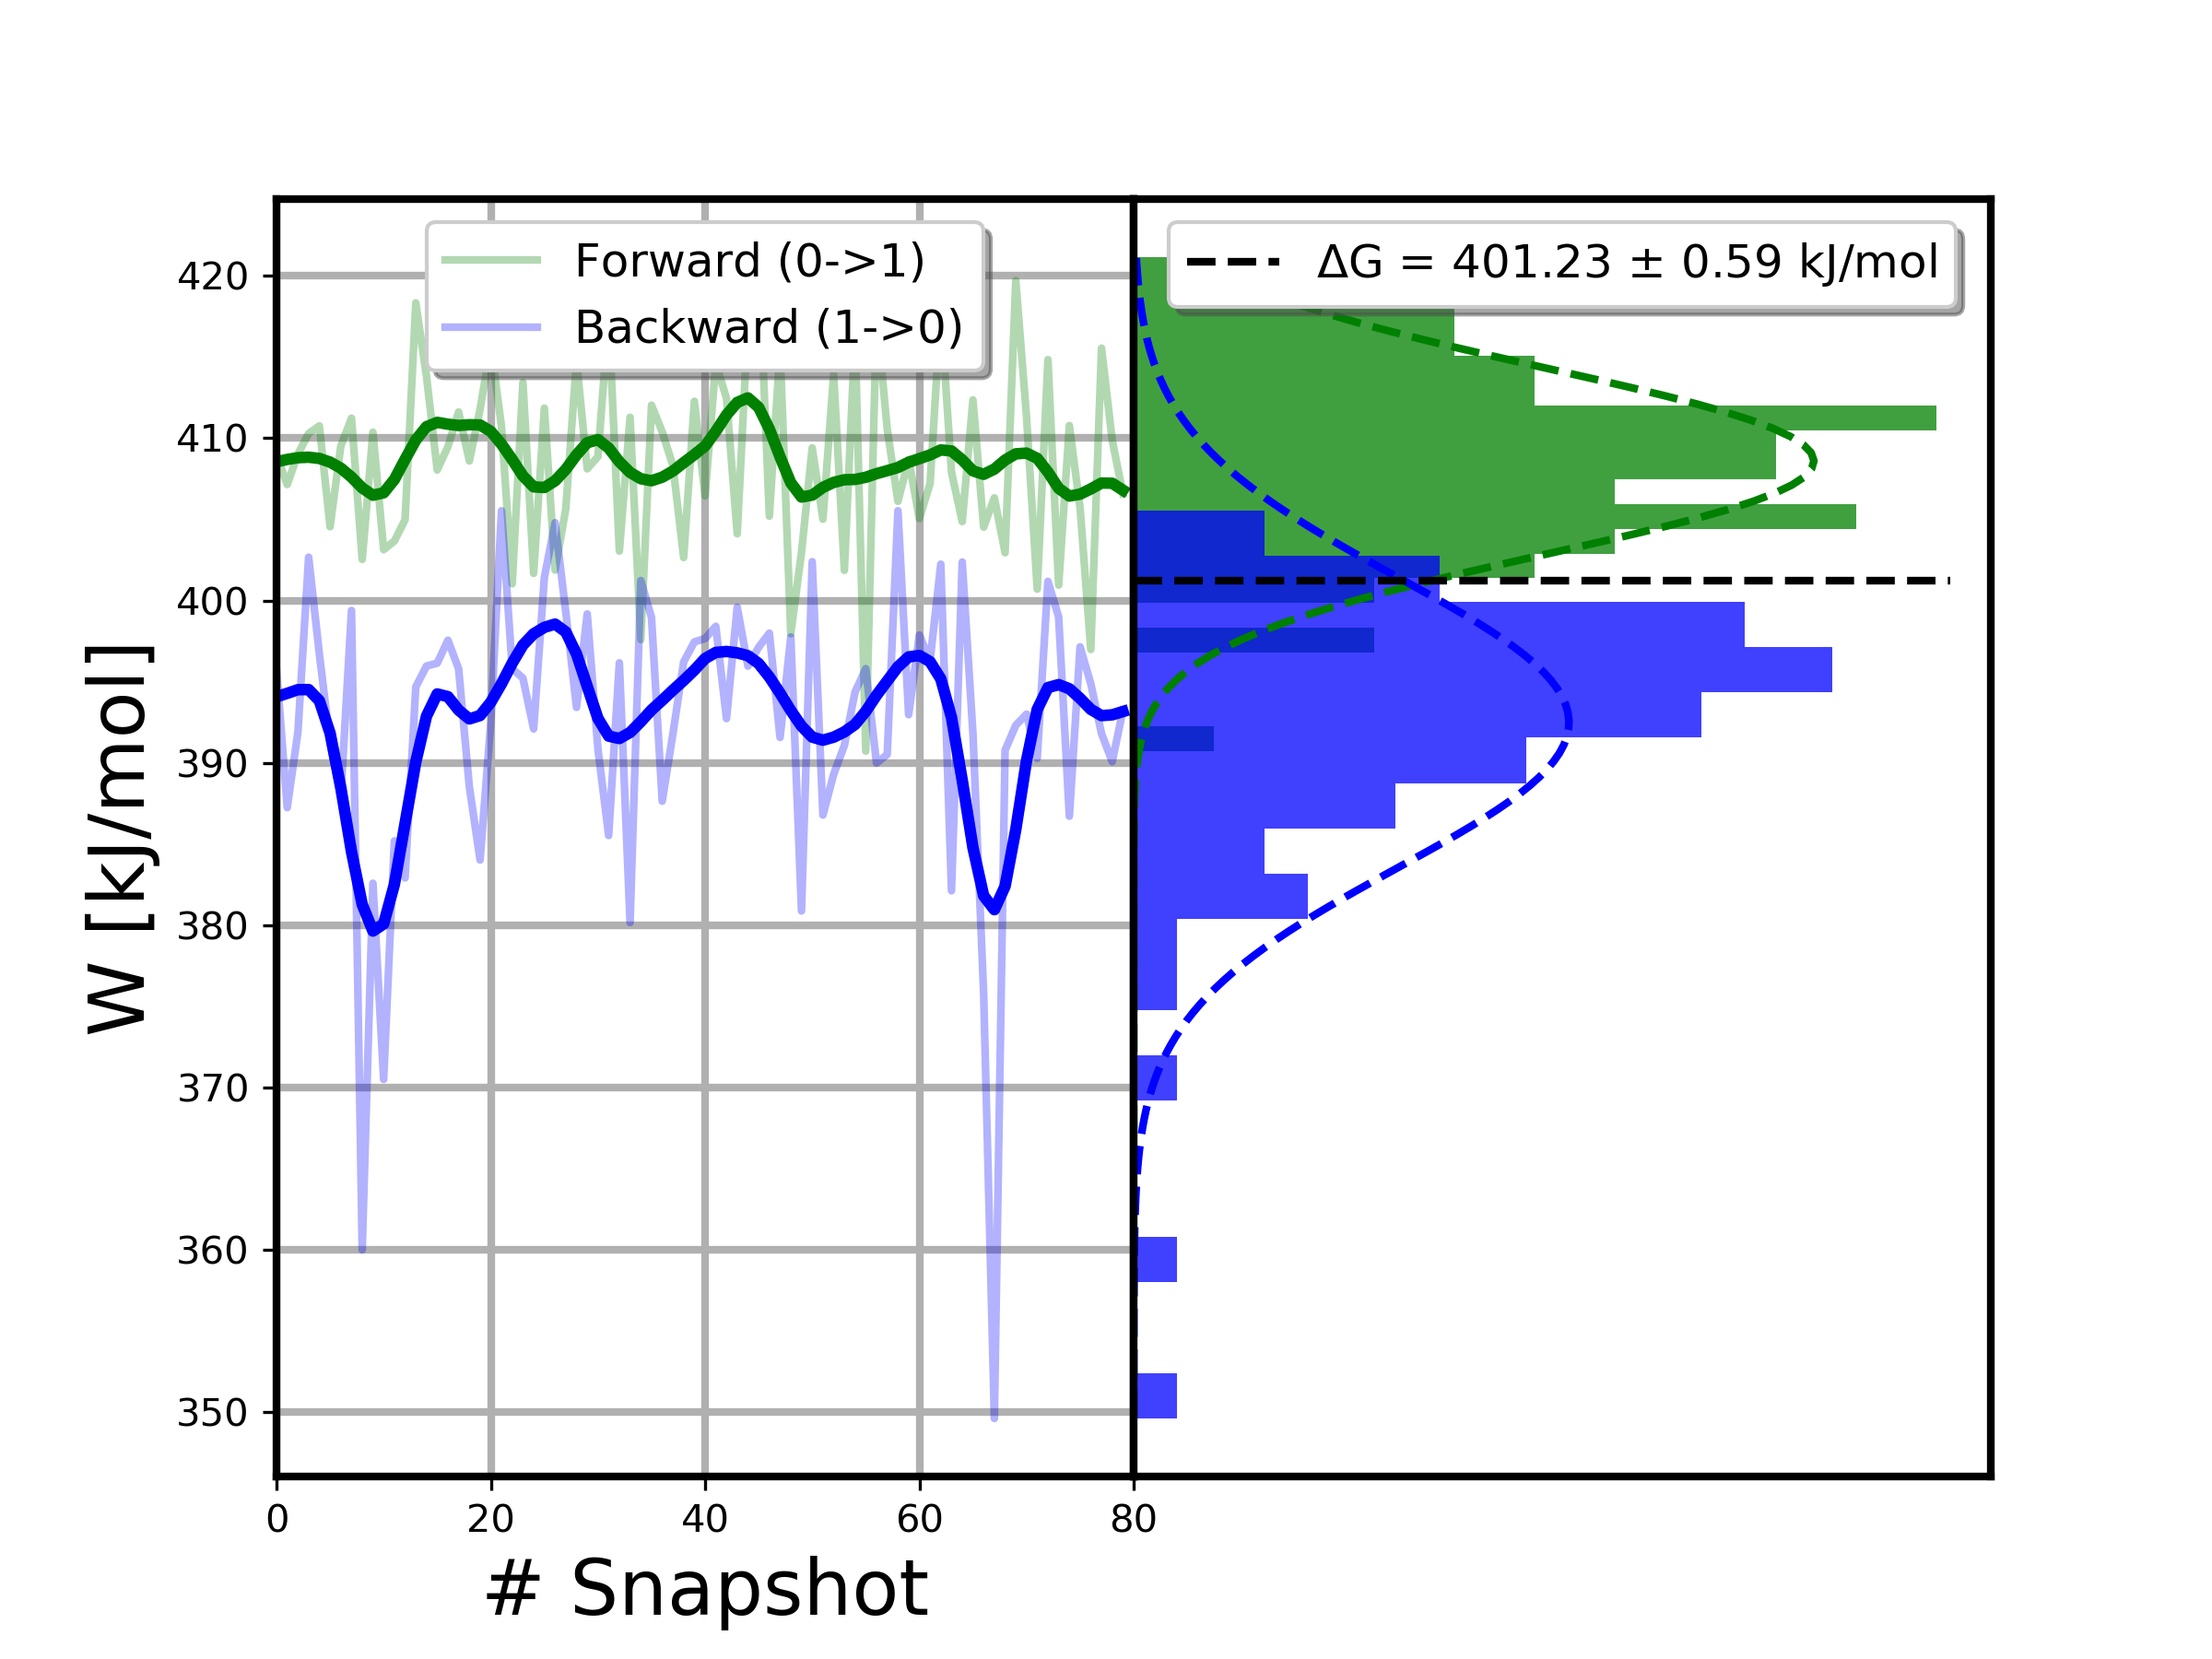 Forward (0->1)
Backward (1->0)
ΔG = 401.23 ± 0.59 kJ/mol
W [kJ/mol]
420
410
400
390
380
370
360
350
0 20 40 60 80
# Snapshot